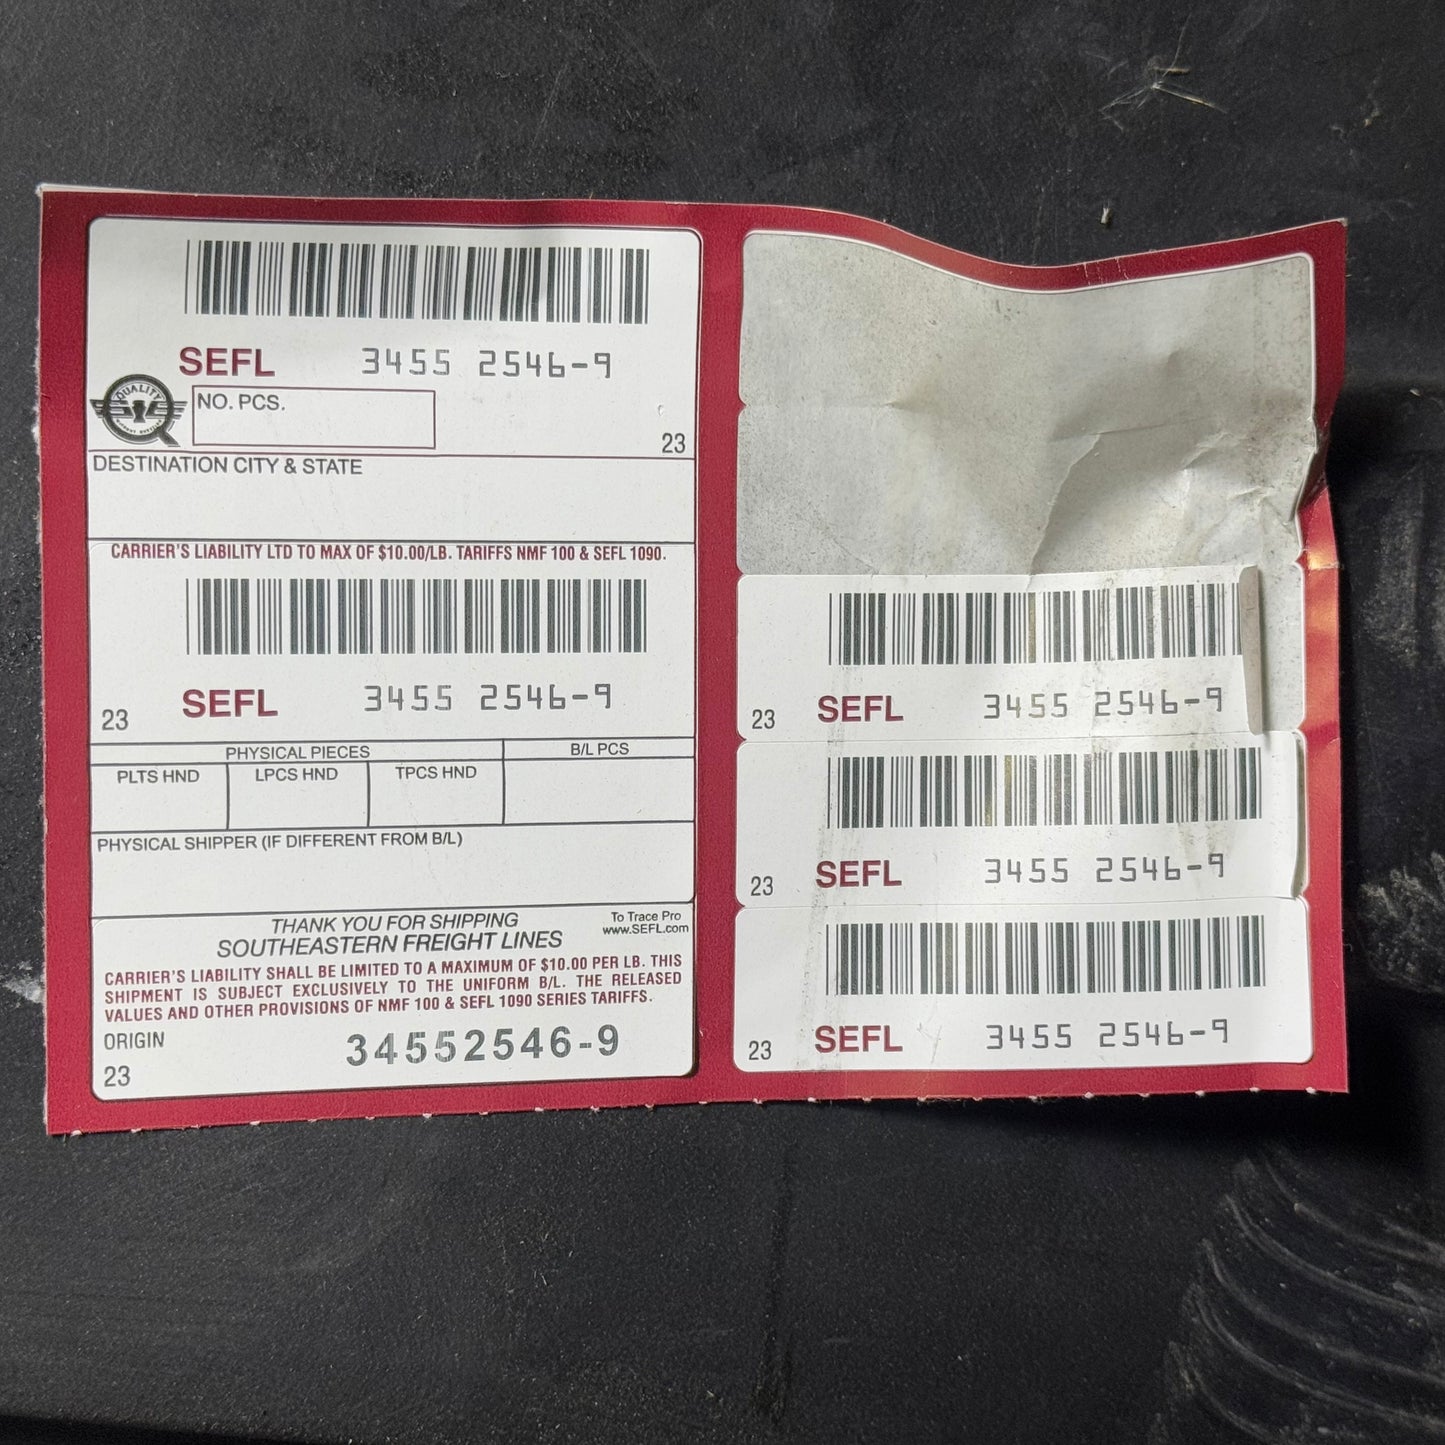 SEFL 3455 2546-9
QUALITY
NO. PCS.
23
DESTINATION CITY & STATE
CARRIER'S LIABILITY LTD TO MAX OF $10.00/LB. TARIFFS NMF 100 & SEFL 1090.
23 SEFL 3455 2546-9
PHYSICAL PIECES B/L PCS
PLTS HND LPCS HND TPCS HND
PHYSICAL SHIPPER (IF DIFFERENT FROM B/L)
THANK YOU FOR SHIPPING
SOUTHEASTERN FREIGHT LINES
To Trace Pro
www.SEFL.com
CARRIER'S LIABILITY SHALL BE LIMITED TO A MAXIMUM OF $10.00 PER LB. THIS
SHIPMENT IS SUBJECT EXCLUSIVELY TO THE UNIFORM B/L. THE RELEASED
VALUES AND OTHER PROVISIONS OF NMF 100 & SEFL 1090 SERIES TARIFFS.
ORIGIN
34552546-9
23
23 SEFL 3455 2546-9
23 SEFL 3455 2546-9
23 SEFL 3455 2546-9